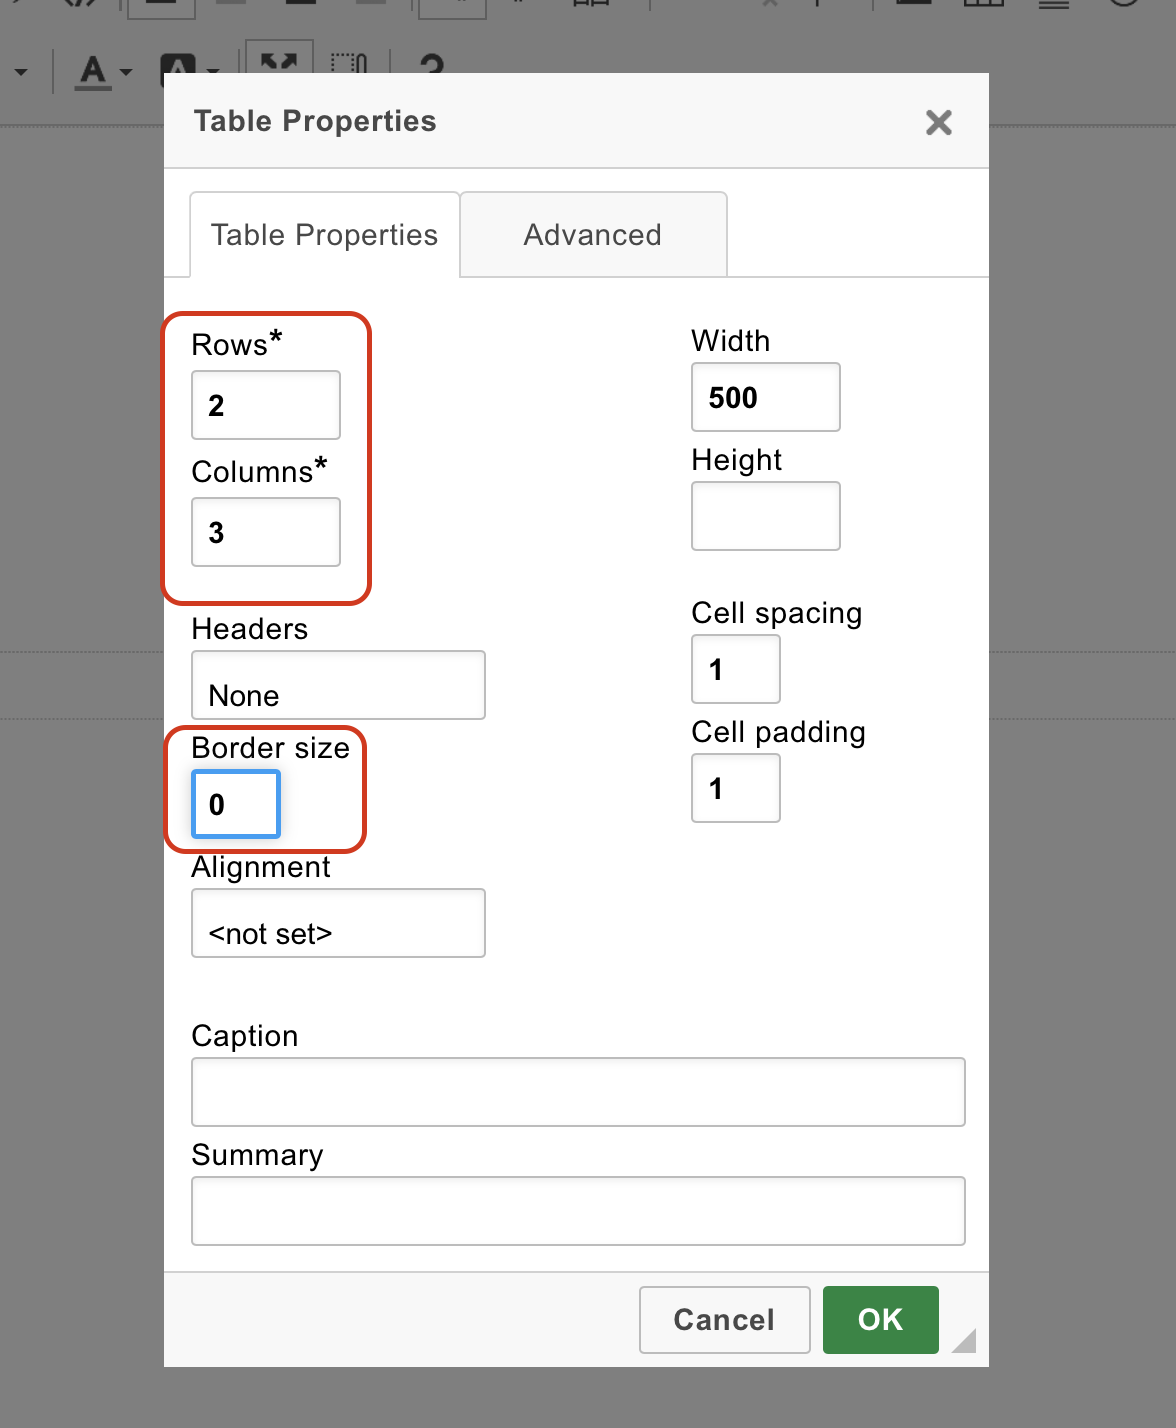 A
A
?
Table Properties
Table Properties
Advanced
Rows*
2
Columns*
3
Headers
None
Border size
0
Alignment
<not set>
Width
500
Height
Cell spacing
1
Cell padding
1
Caption
Summary
Cancel
OK